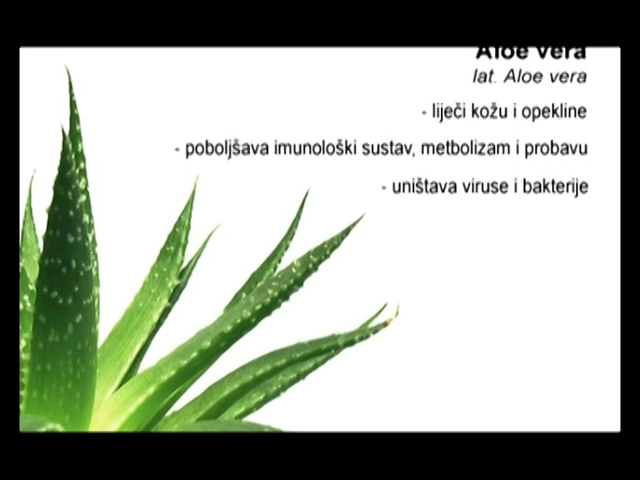 Aloe vera
lat. Aloe vera
- liječi kožu i opekline
- poboljšava imunološki sustav, metbolizam i probavu
- uništava viruse i bakterije